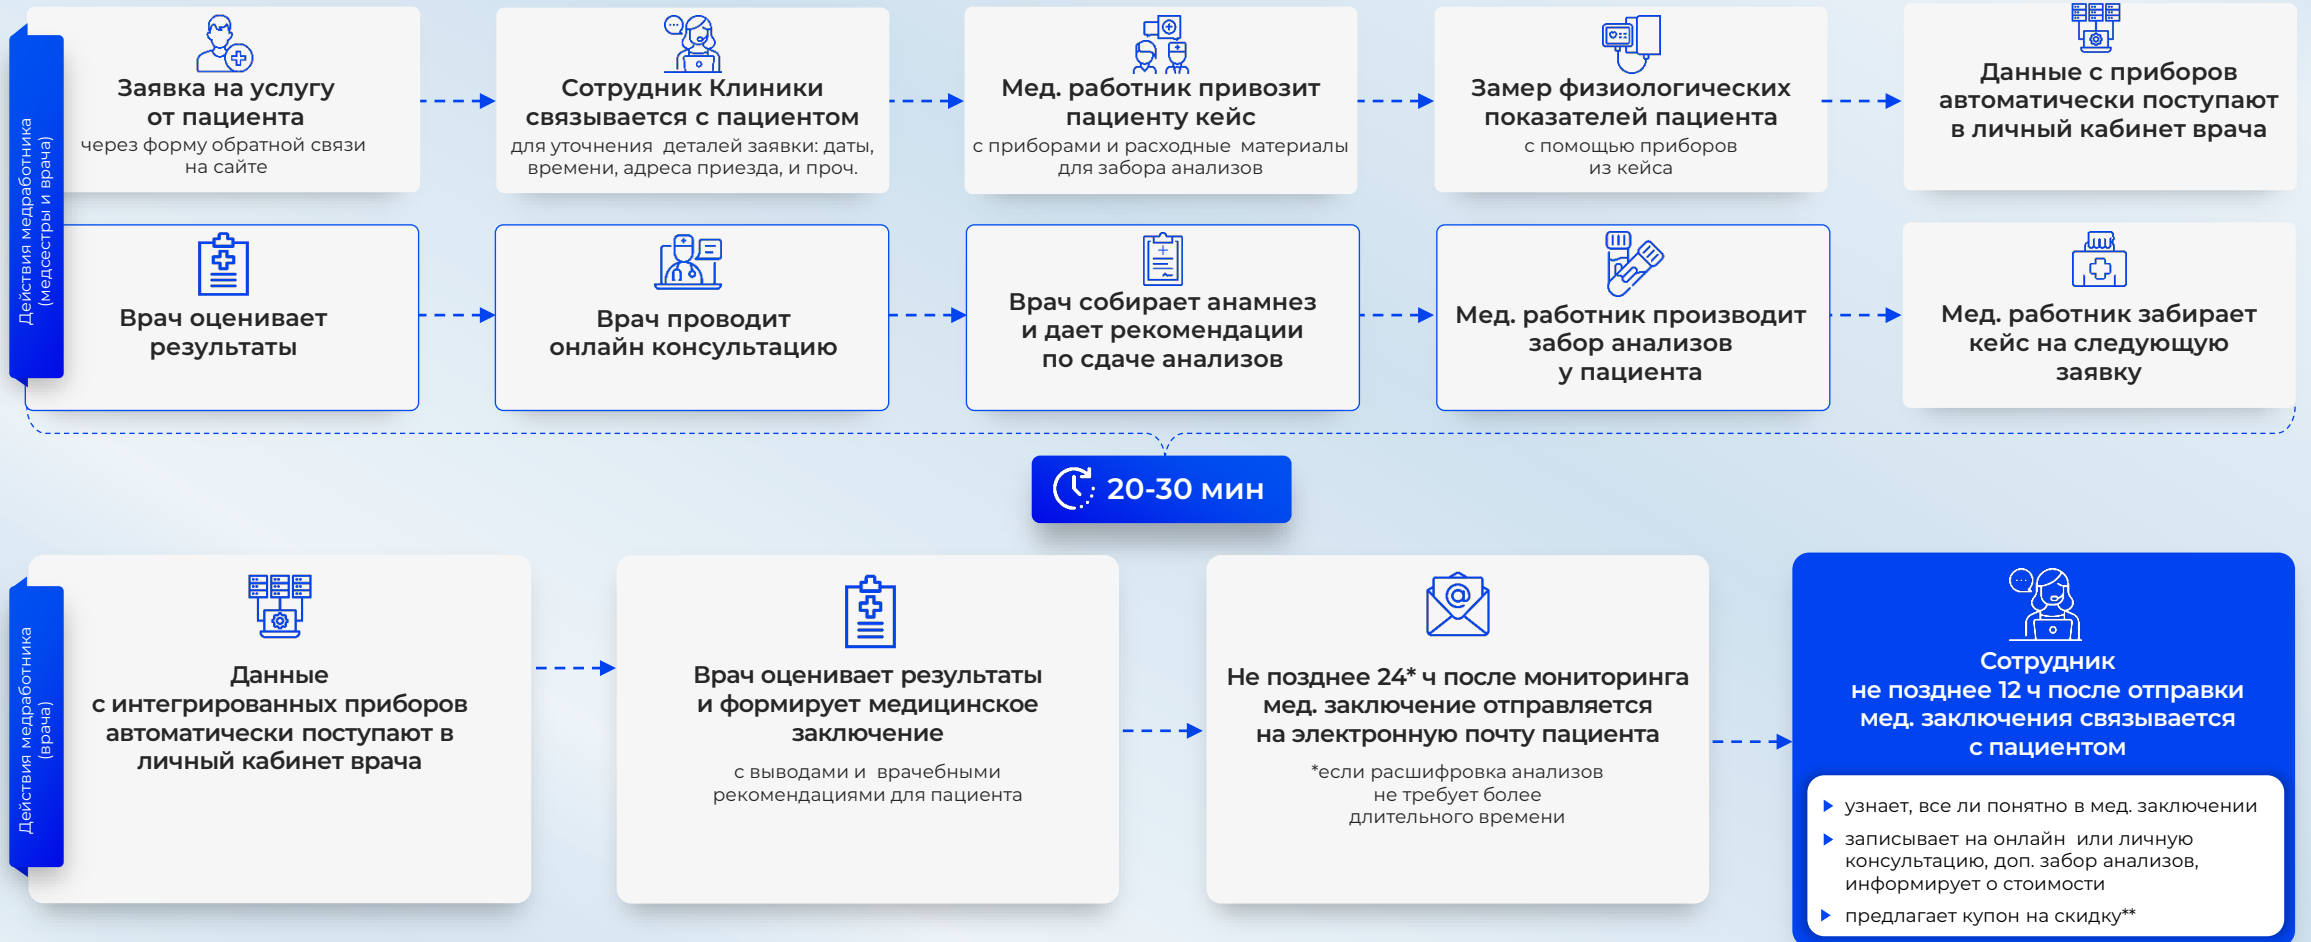 Действия медработника
(медсестры и врача)
Заявка на услугу
от пациента
через форму обратной связи
на сайте
Сотрудник Клиники
связывается с пациентом
для уточнения деталей заявки: даты,
времени, адреса приезда, и проч.
Мед. работник привозит
пациенту кейс
с приборами и расходные материалы
для забора анализов
Замер физиологических
показателей пациента
с помощью приборов
из кейса
Данные с приборов
автоматически поступают
в личный кабинет врача
Врач оценивает
результаты
Врач проводит
онлайн консультацию
Врач собирает анамнез
и дает рекомендации
по сдаче анализов
Мед. работник производит
забор анализов
у пациента
Мед. работник забирает
кейс на следующую
заявку
20-30 мин
Действия медработника
(врача)
Данные
с интегрированных приборов
автоматически поступают в
личный кабинет врача
Врач оценивает результаты
и формирует медицинское
заключение
с выводами и врачебными
рекомендациями для пациента
Не позднее 24* ч после мониторинга
мед. заключение отправляется
на электронную почту пациента
*если расшифровка анализов
не требует более
длительного времени
Сотрудник
не позднее 12 ч после отправки
мед. заключения связывается
с пациентом
узнает, все ли понятно в мед. заключении
записывает на онлайн или личную
консультацию, доп. забор анализов,
информирует о стоимости
предлагает купон на скидку**